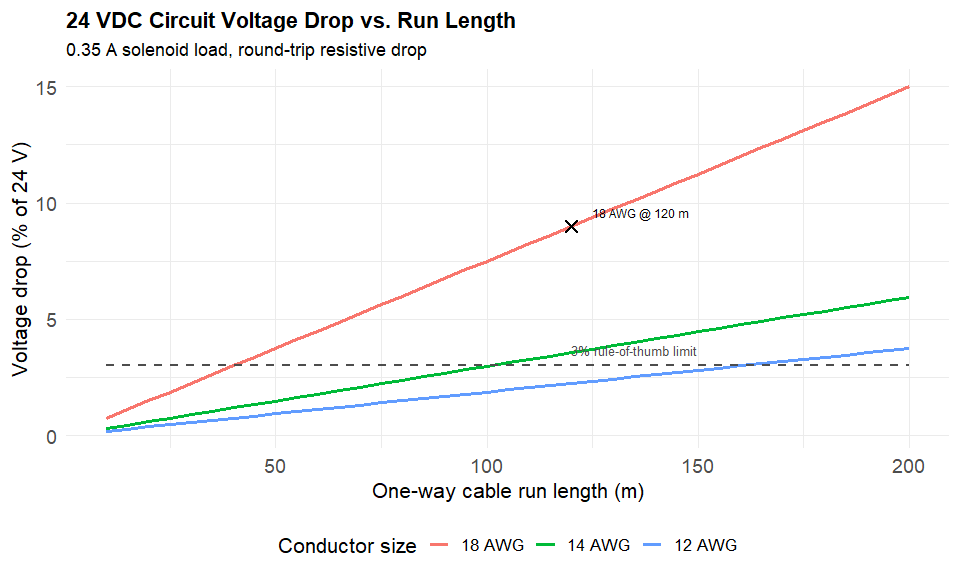 24 VDC Circuit Voltage Drop vs. Run Length
0.35 A solenoid load, round-trip resistive drop
Voltage drop (% of 24 V)
15
10
5
0
18 AWG @ 120 m
3% rule-of-thumb limit
50 100 150 200
One-way cable run length (m)
Conductor size 18 AWG 14 AWG 12 AWG